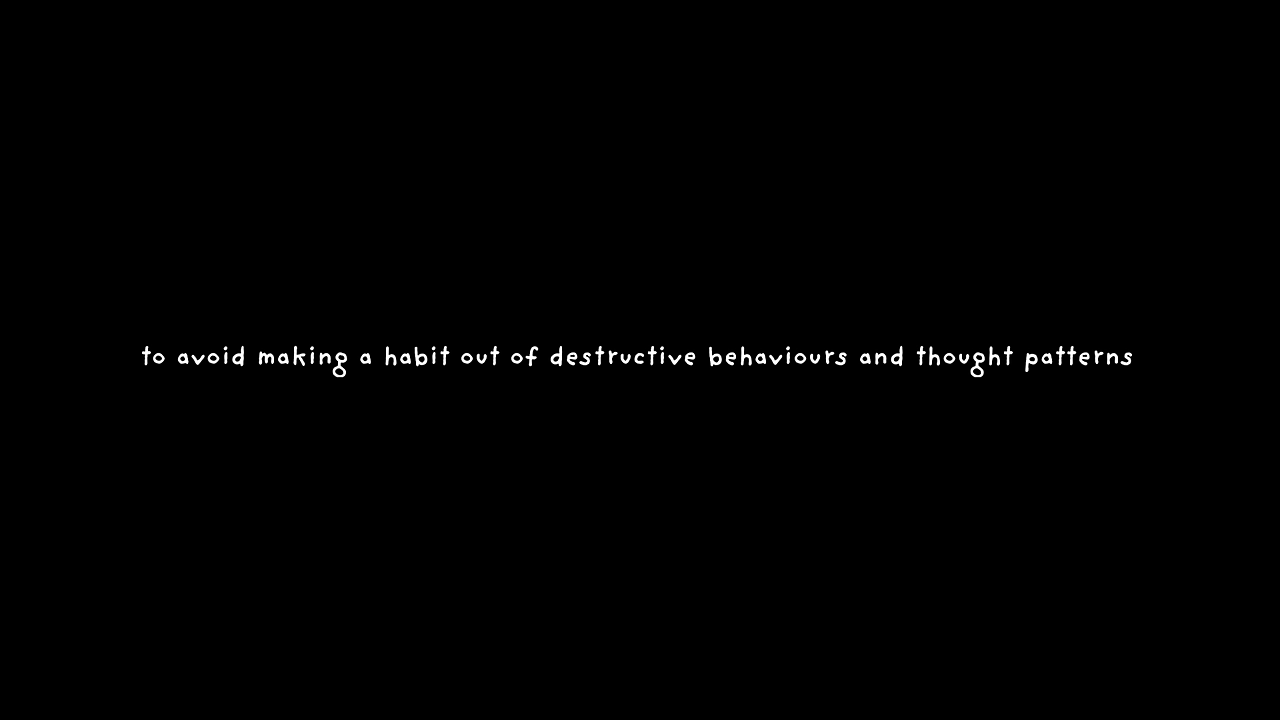 to avoid making a habit out of destructive behaviours and thought patterns